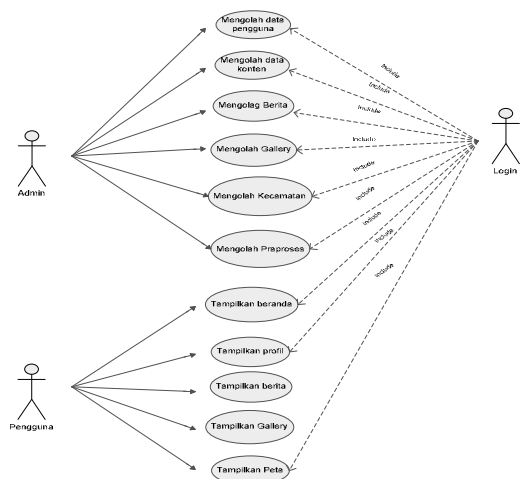 Mengolah data
pengguna
Mengolah data
konten
Mengolag Berita
Mengolah Gallery
Mengolah Kecamatan
Mengolah Praproses
Tampilkan beranda
Tampilkan profil
Tampilkan berita
Tampilkan Gallery
Tampilkan Peta
Admin
Pengguna
Login
Include
Include
Include
Include
Include
Include
Include
Include
Include